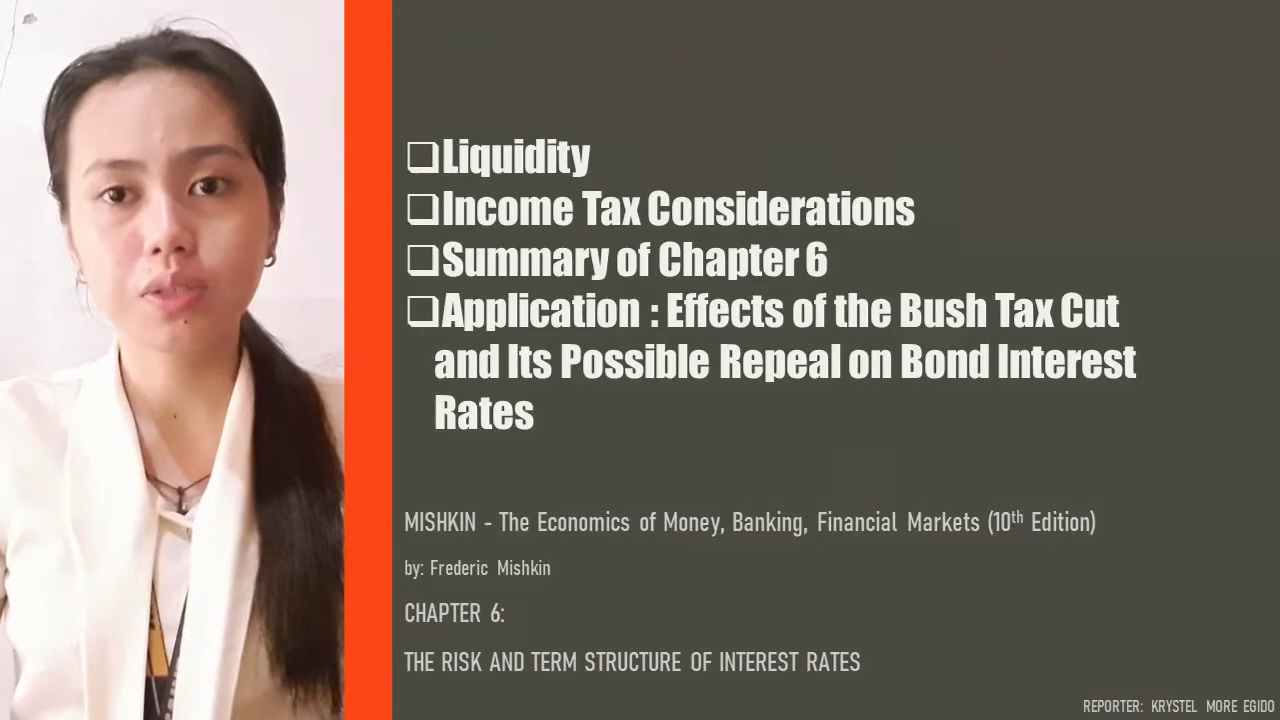 ❑Liquidity
❑Income Tax Considerations
❑Summary of Chapter 6
❑Application : Effects of the Bush Tax Cut
and Its Possible Repeal on Bond Interest
Rates
MISHKIN - The Economics of Money, Banking, Financial Markets (10th Edition)
by: Frederic Mishkin
CHAPTER 6:
THE RISK AND TERM STRUCTURE OF INTEREST RATES
REPORTER: KRYSTEL MORE EGIDO